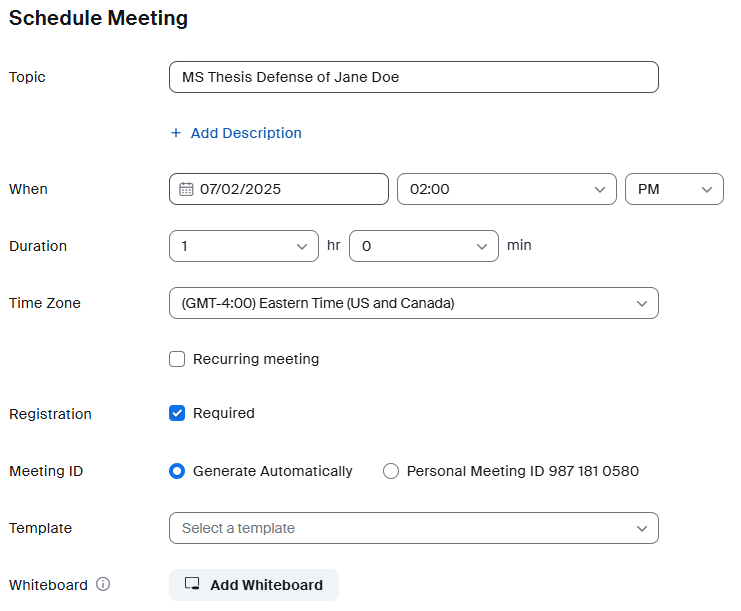 Schedule Meeting
Topic MS Thesis Defense of Jane Doe
+ Add Description
When 07/02/2025 02:00 PM
Duration 1 hr 0 min
Time Zone (GMT-4:00) Eastern Time (US and Canada)
Recurring meeting
Registration Required
Meeting ID Generate Automatically Personal Meeting ID 987 181 0580
Template Select a template
Whiteboard Add Whiteboard